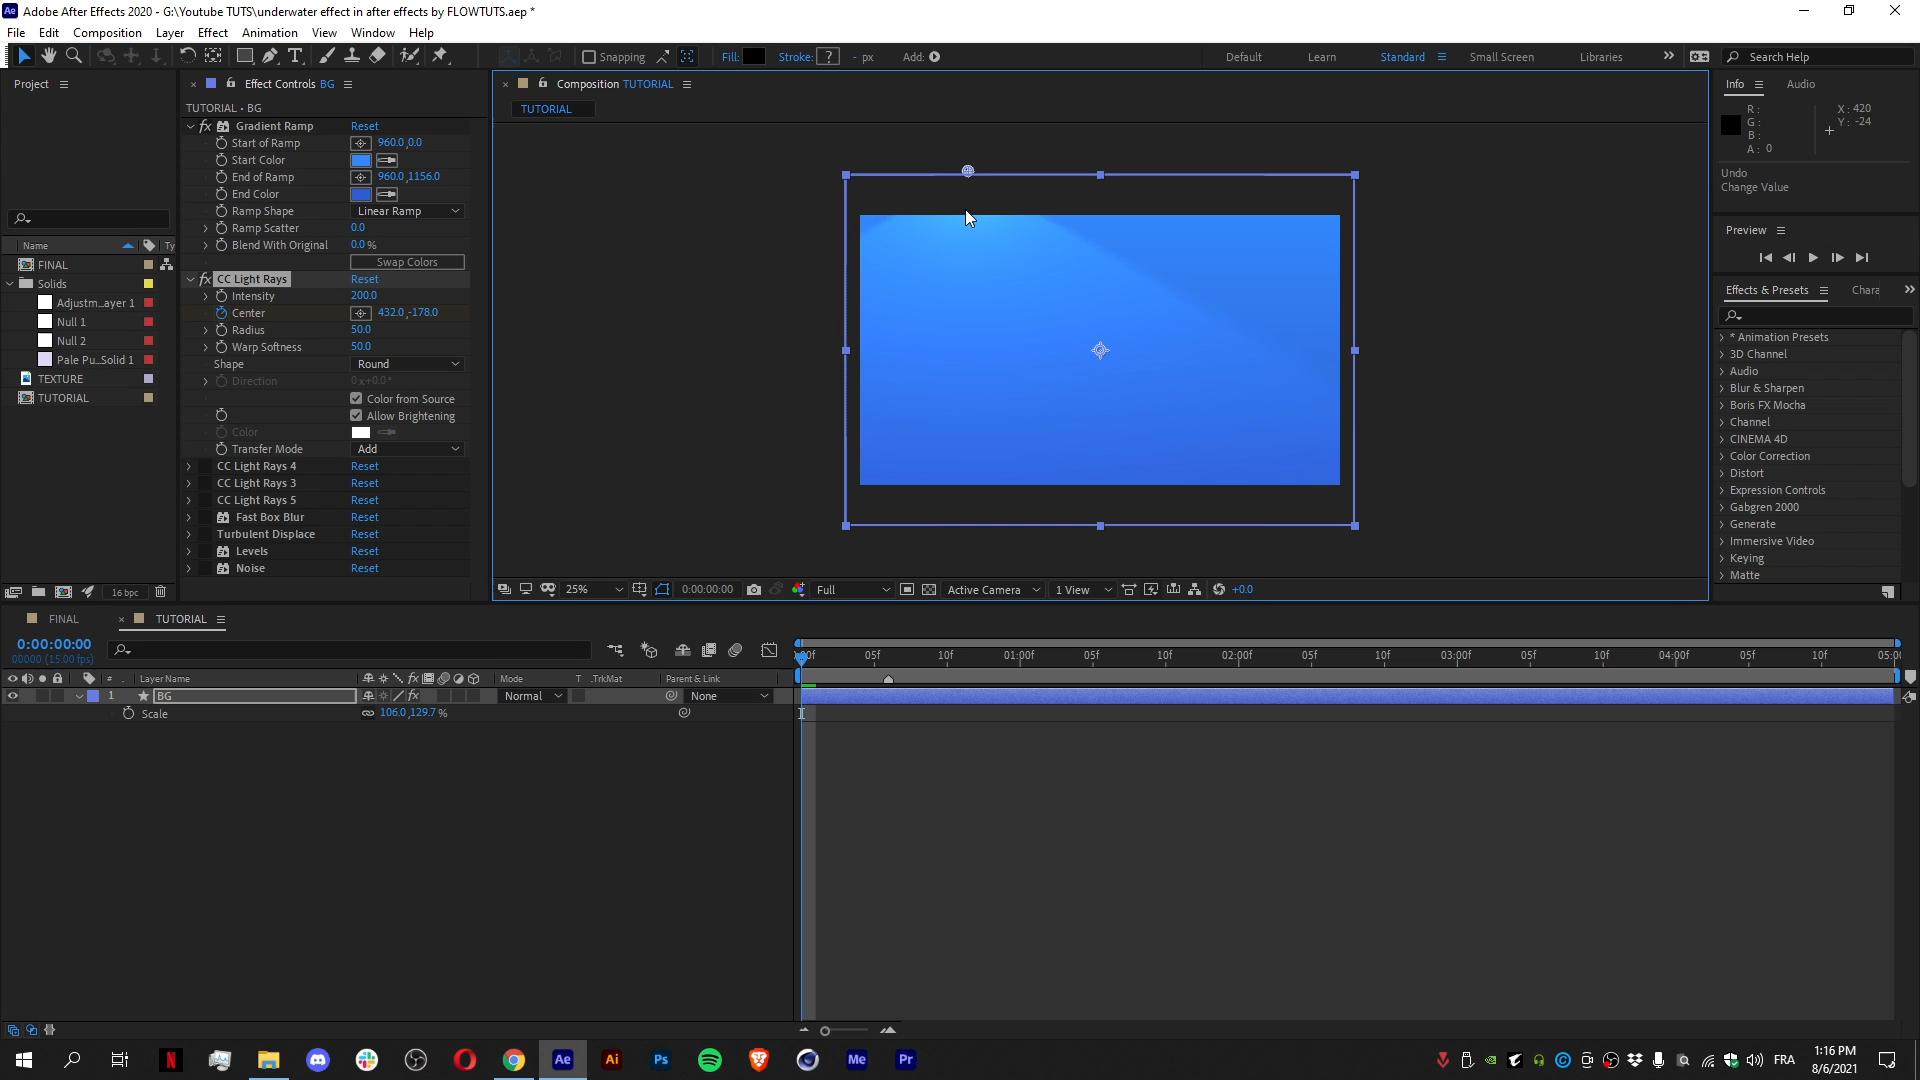 Adobe After Effects 2020 - G:\Youtube TUTS\underwater effect in after effects by FLOWTUTS.aep *
File Edit Composition Layer Effect Animation View Window Help
Snapping Fill: Stroke: ? - px Add: Default Learn Standard Small Screen Libraries Search Help
Project
Name Ty
FINAL
Solids
Adjustm...ayer 1
Null 1
Null 2
Pale Pu...Solid 1
TEXTURE
TUTORIAL
16 bpc
Effect Controls BG
TUTORIAL • BG
Gradient Ramp Reset
Start of Ramp 960.0,0.0
Start Color
End of Ramp 960.0,1156.0
End Color
Ramp Shape Linear Ramp
Ramp Scatter 0.0
Blend With Original 0.0 %
Swap Colors
CC Light Rays Reset
Intensity 200.0
Center 432.0,-178.0
Radius 50.0
Warp Softness 50.0
Shape Round
Direction 0x+0.0°
Color from Source
Allow Brightening
Color
Transfer Mode Add
CC Light Rays 4 Reset
CC Light Rays 3 Reset
CC Light Rays 5 Reset
Fast Box Blur Reset
Turbulent Displace Reset
Levels Reset
Noise Reset
Composition TUTORIAL
TUTORIAL
25% 0:00:00:00 Full Active Camera 1 View +0.0
Info Audio
R: X: 420
G: Y: -24
B:
A: 0
Undo
Change Value
Preview
Effects & Presets Chara
* Animation Presets
3D Channel
Audio
Blur & Sharpen
Boris FX Mocha
Channel
CINEMA 4D
Color Correction
Distort
Expression Controls
Gabgren 2000
Generate
Immersive Video
Keying
Matte
FINAL TUTORIAL
0:00:00:00
00000 (15.00 fps)
# Layer Name Mode T .TrkMat Parent & Link
1 BG Normal None
Scale 106.0,129.7 %
:00f 05f 10f 01:00f 05f 10f 02:00f 05f 10f 03:00f 05f 10f 04:00f 05f 10f 05:0
N Ae Ai Ps Me Pr
FRA 1:16 PM
8/6/2021